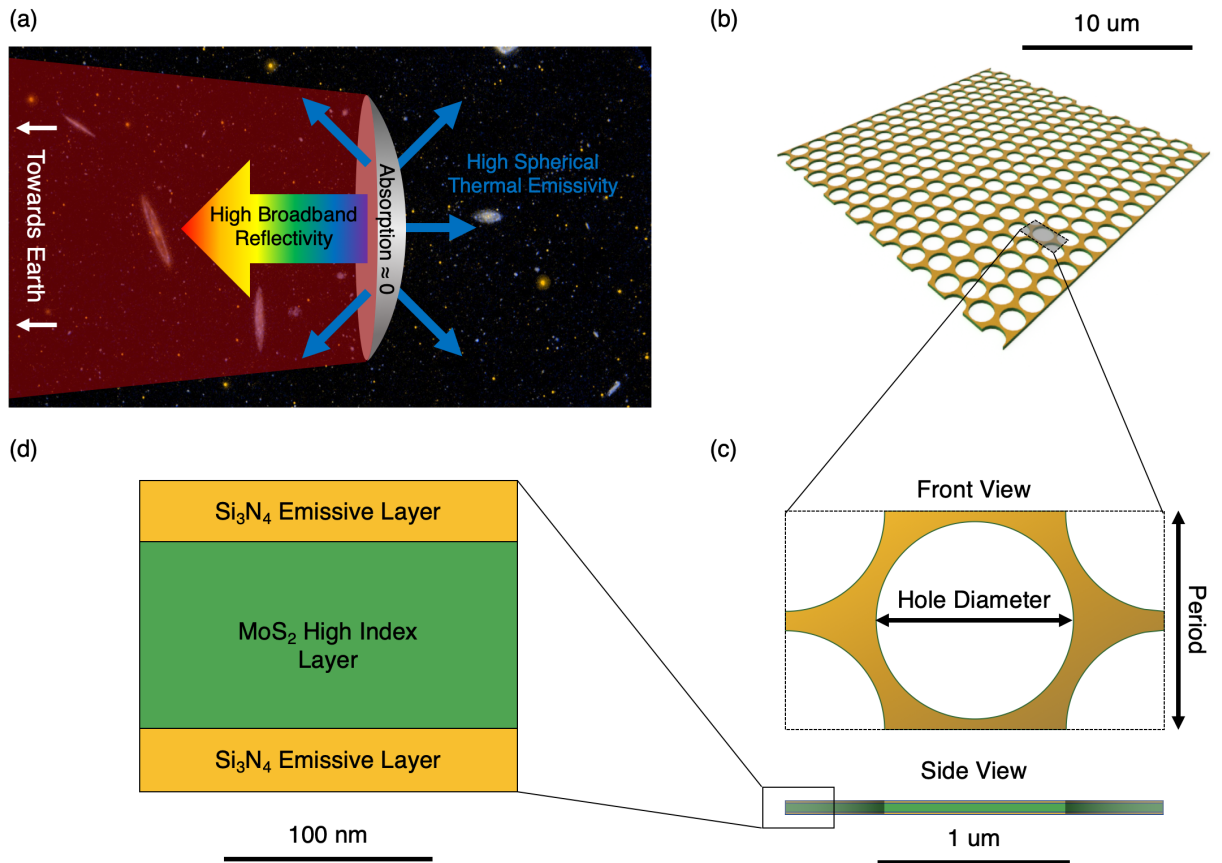 (a)
Towards Earth
High Broadband
Reflectivity
Absorption ≈ 0
High Spherical
Thermal Emissivity
(b)
10 um
(d)
Si₃N₄ Emissive Layer
MoS₂ High Index
Layer
Si₃N₄ Emissive Layer
100 nm
(c)
Front View
Hole Diameter
Period
Side View
1 um